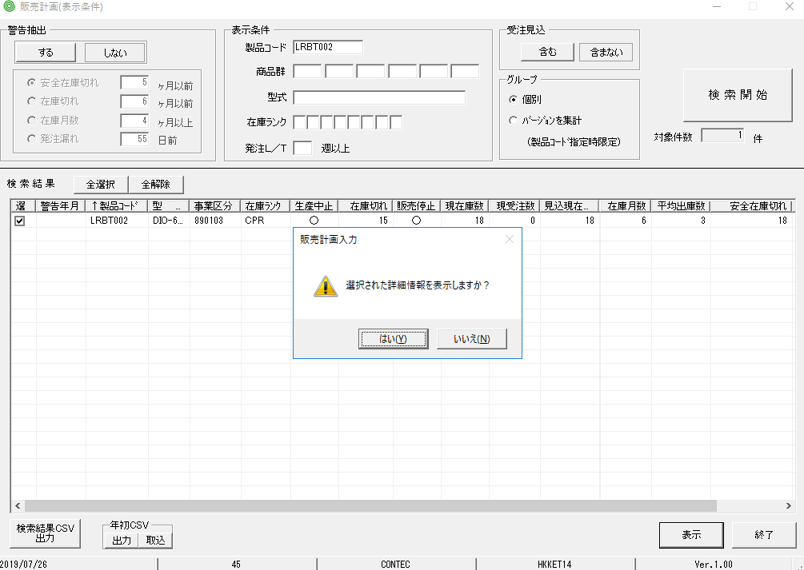 販売計画(表示条件)
警告抽出
する
しない
安全在庫切れ 5 ヶ月以前
在庫切れ 6 ヶ月以前
在庫月数 4 ヶ月以上
発注漏れ 55 日前
表示条件
製品コード LRBT002
商品群
型式
在庫ランク
発注L/T 週以上
受注見込
含む
含まない
グループ
個別
バージョンを集計
(製品コード指定時限定)
検索開始
対象件数 1 件
検索結果
全選択
全解除
選 警告年月 ↑製品コード 型 ... 事業区分 在庫ランク 生産中止 在庫切れ 販売停止 現在庫数 現受注数 見込現在... 在庫月数 平均出庫数 安全在庫切れ
LRBT002 DIO-6... 890103 CPR ○ 15 ○ 18 0 18 6 3 18
販売計画入力
選択された詳細情報を表示しますか?
はい(Y)
いいえ(N)
検索結果CSV
出力
年初CSV
出力
取込
表示
終了
2019/07/26 45 CONTEC HKKET14 Ver.1.00